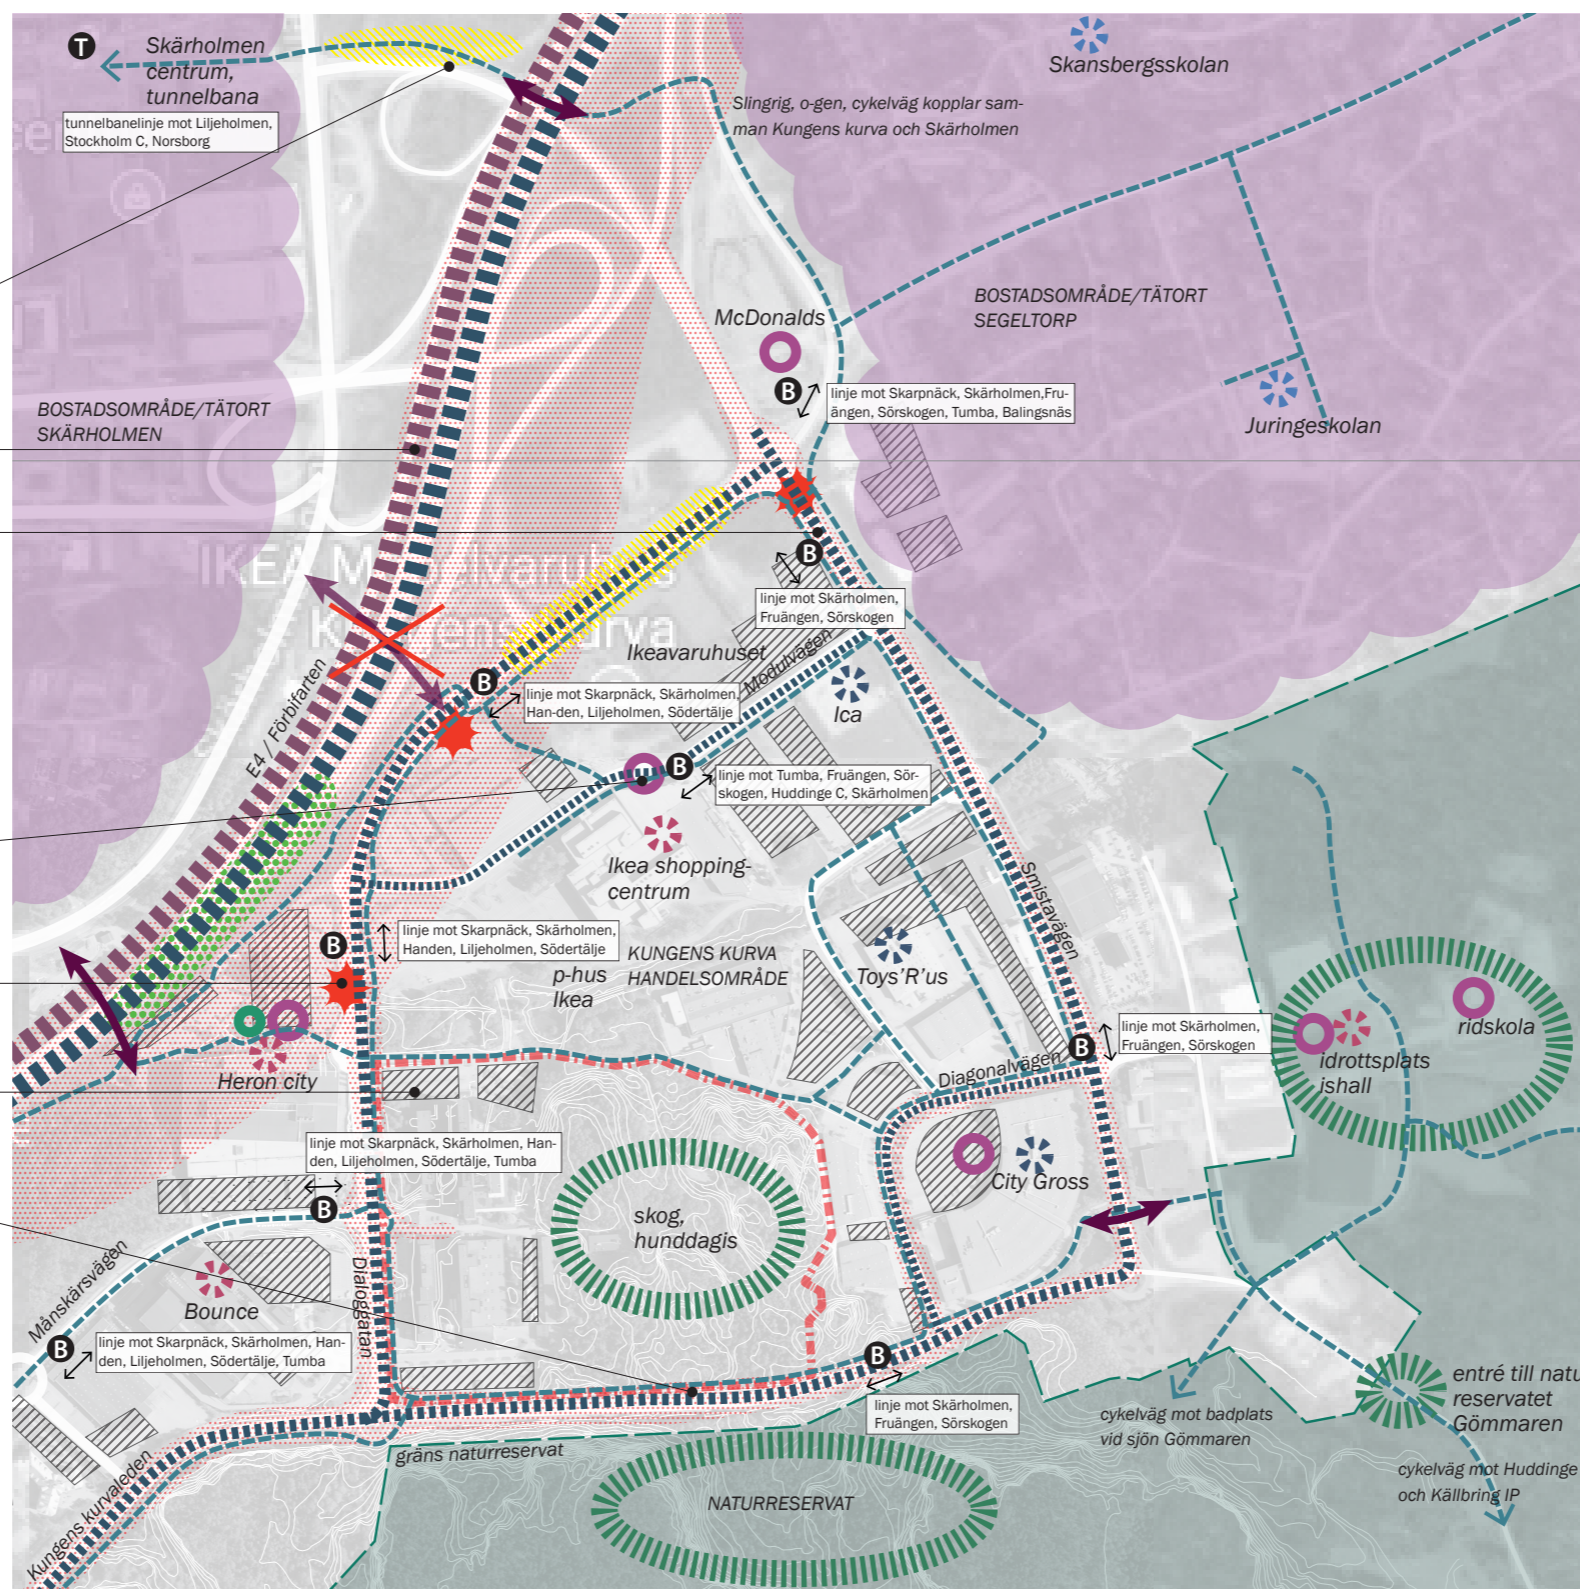 T
Skärholmen
centrum,
tunnelbana
tunnelbanelinje mot Liljeholmen,
Stockholm C, Norsborg
Skansbergsskolan
Slingrig, o-gen, cykelväg kopplar sam-
man Kungens kurva och Skärholmen
BOSTADSOMRÅDE/TÄTORT
SEGELTORP
McDonalds
B
linje mot Skarpnäck, Skärholmen,Fru-
ängen, Sörskogen, Tumba, Balingsnäs
Juringeskolan
BOSTADSOMRÅDE/TÄTORT
SKÄRHOLMEN
B
linje mot Skärholmen,
Fruängen, Sörskogen
Ikeavaruhuset
Modulvägen
Ica
E4 / Förbifarten
B
linje mot Skarpnäck, Skärholmen,
Han-den, Liljeholmen, Södertälje
B
linje mot Tumba, Fruängen, Sör-
skogen, Huddinge C, Skärholmen
Ikea shopping-
centrum
Smistavägen
B
linje mot Skarpnäck, Skärholmen,
Handen, Liljeholmen, Södertälje
p-hus
Ikea
KUNGENS KURVA
HANDELSOMRÅDE
Toys'R'us
ridskola
idrottsplats
ishall
B
linje mot Skärholmen,
Fruängen, Sörskogen
Diagonalvägen
Heron city
linje mot Skarpnäck, Skärholmen, Han-
den, Liljeholmen, Södertälje, Tumba
B
City Gross
skog,
hunddagis
Månskärsvägen
Dialoggatan
Bounce
B
linje mot Skarpnäck, Skärholmen, Han-
den, Liljeholmen, Södertälje, Tumba
B
linje mot Skärholmen,
Fruängen, Sörskogen
entré till natu
reservatet
Gömmaren
cykelväg mot badplats
vid sjön Gömmaren
gräns naturreservat
cykelväg mot Huddinge
och Källbring IP
NATURRESERVAT
Kungens kurvaleden